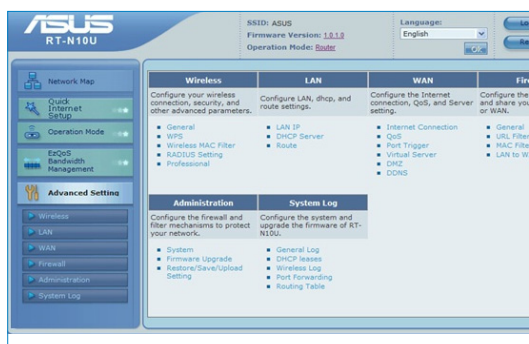 ASUS
RT-N10U
SSID: ASUS
Firmware Version: 1.0.1.0
Operation Mode: Router
Language:
English
Lo
Re
Network Map
Quick
Internet
Setup
Operation Mode
EzQoS
Bandwidth
Management
Advanced Setting
Wireless
LAN
WAN
Firewall
Administration
System Log
Wireless
Configure your wireless
connection, security, and
other advanced parameters.
General
WPS
Wireless MAC Filter
RADIUS Setting
Professional
LAN
Configure LAN, dhcp, and
route settings.
LAN IP
DHCP Server
Route
WAN
Configure the Internet
connection, QoS, and Server
setting.
Internet Connection
QoS
Port Trigger
Virtual Server
DMZ
DDNS
Fire
Configure the
and share you
or WAN.
General
URL Filter
MAC Filte
LAN to W
Administration
Configure the firewall and
filter mechanisms to protect
your network.
System
Firmware Upgrade
Restore/Save/Upload
Setting
System Log
Configure the system and
upgrade the firmware of RT-
N10U.
General Log
DHCP leases
Wireless Log
Port Forwarding
Routing Table